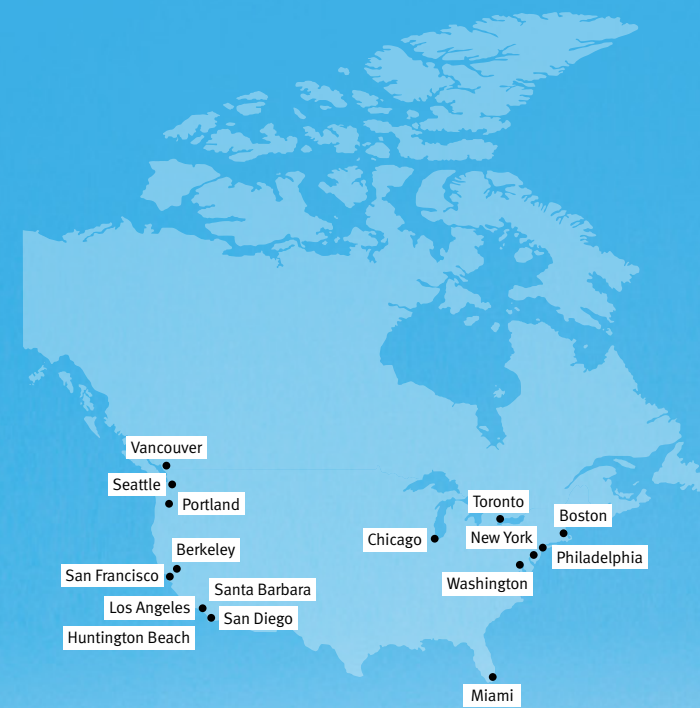 Vancouver
Seattle
Portland
Toronto
Boston
Chicago
New York
Philadelphia
Berkeley
San Francisco
Washington
Santa Barbara
Los Angeles
San Diego
Huntington Beach
Miami